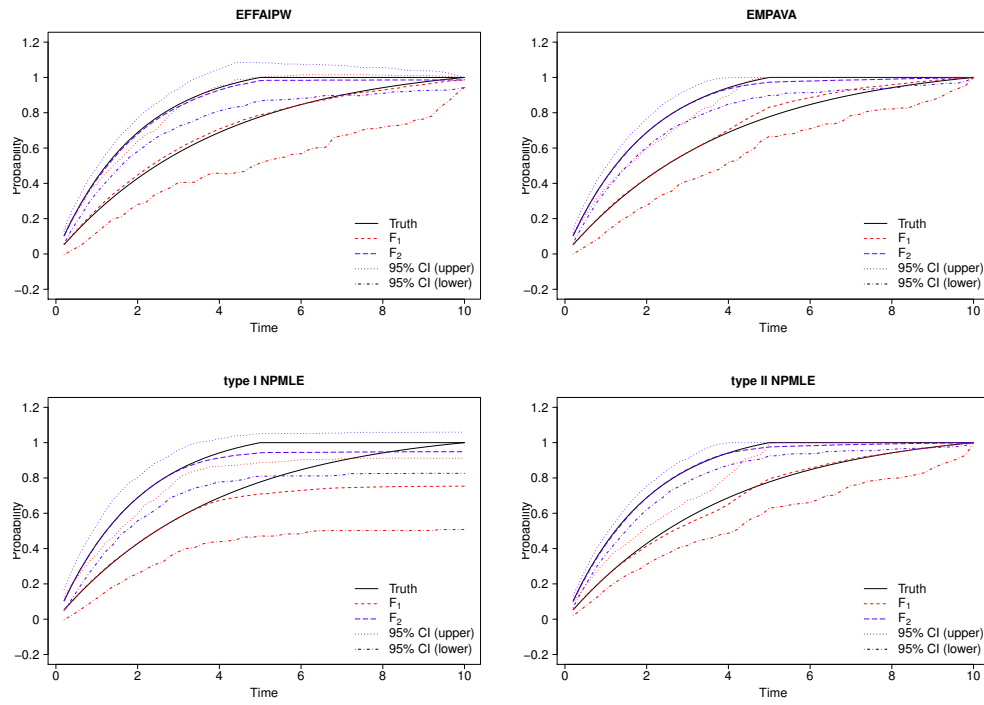 EFFAIPW
1.2
1
0.8
0.6
0.4
0.2
0
−0.2
Probability
0 2 4 6 8 10
Time
Truth
F1
F2
95% CI (upper)
95% CI (lower)
EMPAVA
1.2
1
0.8
0.6
0.4
0.2
0
−0.2
Probability
0 2 4 6 8 10
Time
Truth
F1
F2
95% CI (upper)
95% CI (lower)
type I NPMLE
1.2
1
0.8
0.6
0.4
0.2
0
−0.2
Probability
0 2 4 6 8 10
Time
Truth
F1
F2
95% CI (upper)
95% CI (lower)
type II NPMLE
1.2
1
0.8
0.6
0.4
0.2
0
−0.2
Probability
0 2 4 6 8 10
Time
Truth
F1
F2
95% CI (upper)
95% CI (lower)